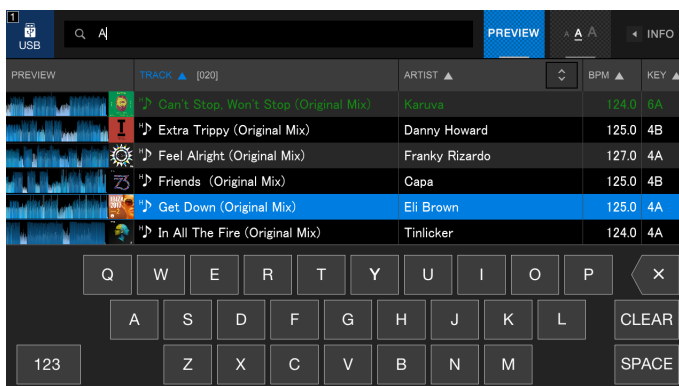 1
USB
A
PREVIEW
A A A
INFO
PREVIEW
TRACK ▲ [020]
ARTIST ▲
BPM ▲
KEY ▲
H♪ Can't Stop, Won't Stop (Original Mix) Karuva 124.0 6A
I H♪ Extra Trippy (Original Mix) Danny Howard 125.0 4B
H♪ Feel Alright (Original Mix) Franky Rizardo 127.0 4A
H♪ Friends (Original Mix) Capa 125.0 4B
H♪ Get Down (Original Mix) Eli Brown 125.0 4A
H♪ In All The Fire (Original Mix) Tinlicker 124.0 4A
Q W E R T Y U I O P ×
A S D F G H J K L CLEAR
123 Z X C V B N M SPACE